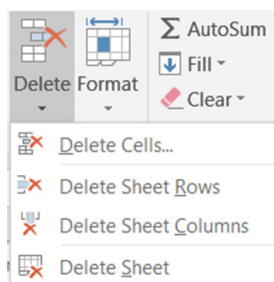 Delete Format
AutoSum
Fill
Clear
Delete Cells...
Delete Sheet Rows
Delete Sheet Columns
Delete Sheet